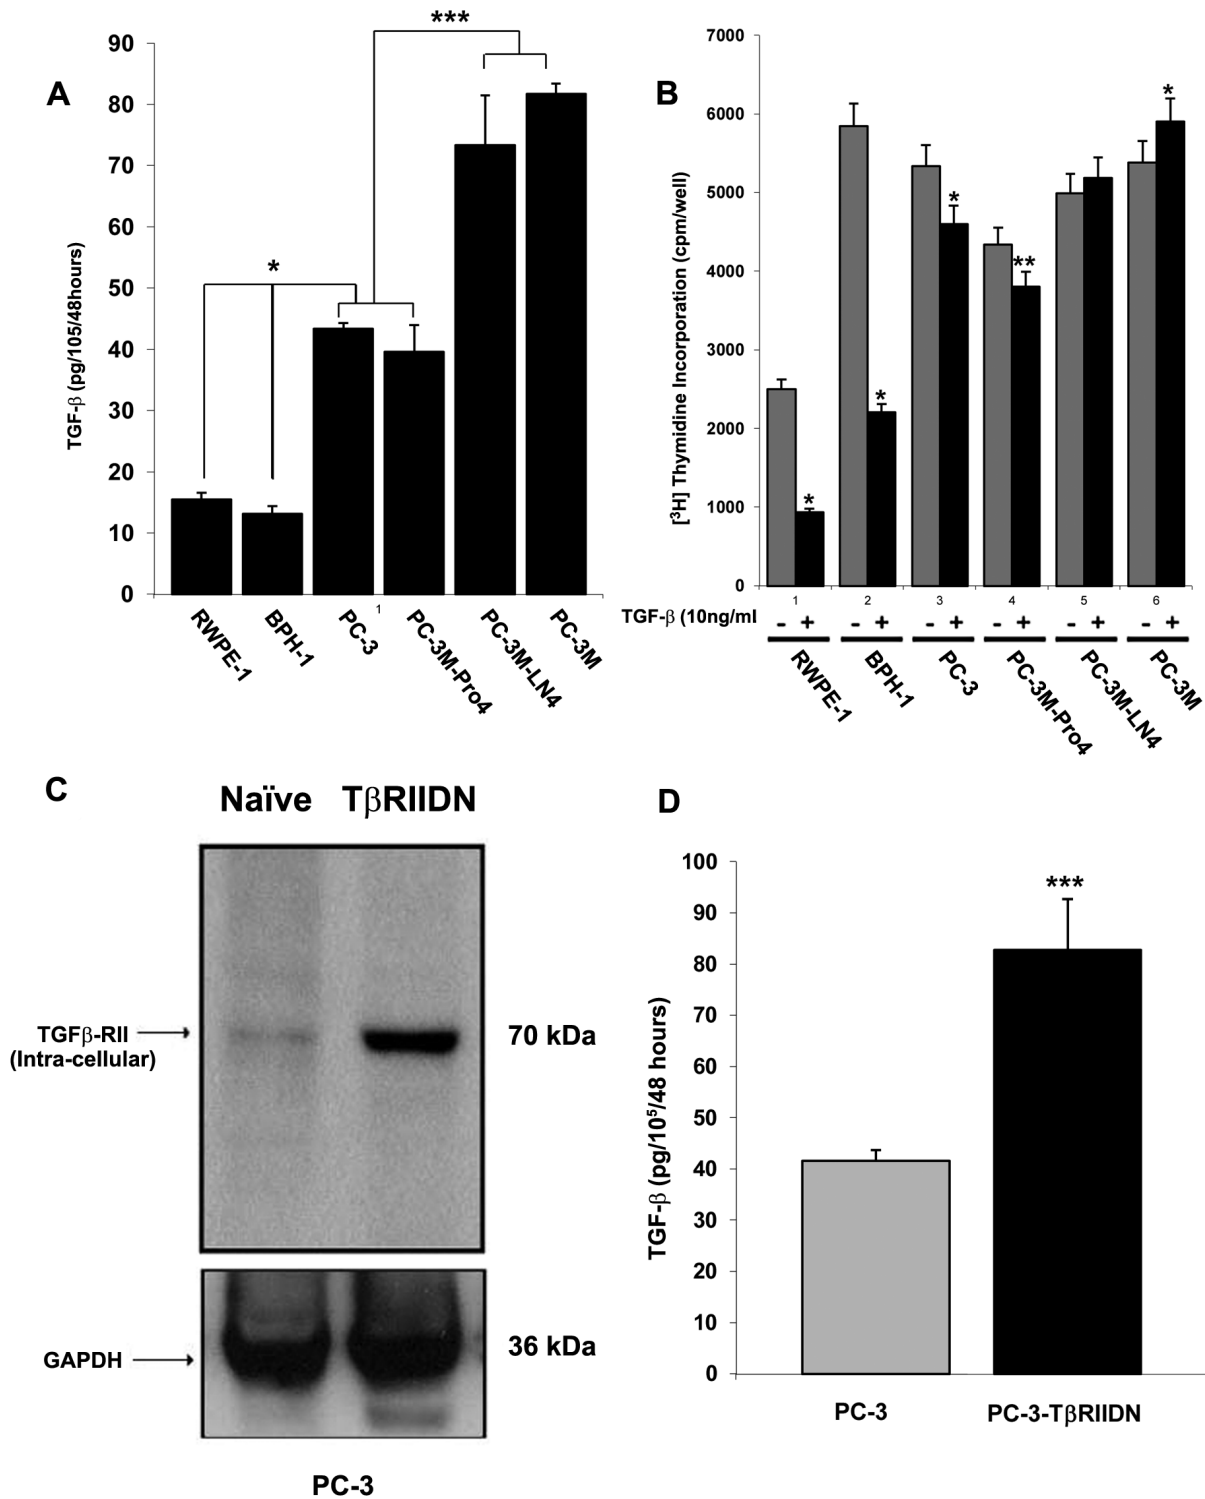 A
***
90
80
70
60
50
40
30
20
10
0
TGF-β (pg/105/48hours)
*
RWPE-1
BPH-1
PC-3
1
PC-3M-Pro4
PC-3M-LN4
PC-3M
B
7000
6000
5000
4000
3000
2000
1000
0
[³H] Thymidine Incorporation (cpm/well)
*
*
*
**
*
1 2 3 4 5 6
TGF-β (10ng/ml
- + - + - + - + - + - +
RWPE-1
BPH-1
PC-3
PC-3M-Pro4
PC-3M-LN4
PC-3M
C
Naïve TβRIIDN
TGFβ-RII
(Intra-cellular)
70 kDa
GAPDH
36 kDa
PC-3
D
100
90
80
70
60
50
40
30
20
10
0
TGF-β (pg/10⁵/48 hours)
***
PC-3
PC-3-TβRIIDN